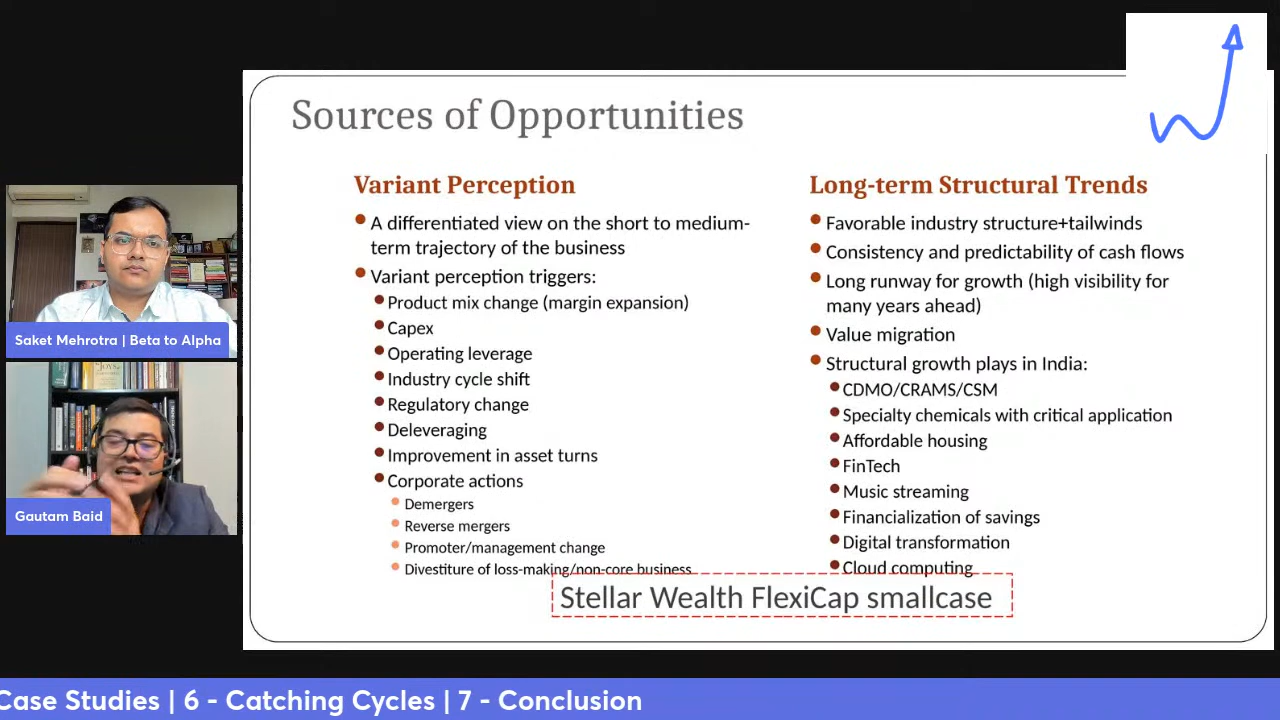 Sources of Opportunities
Variant Perception
A differentiated view on the short to medium-
term trajectory of the business
Variant perception triggers:
Product mix change (margin expansion)
Capex
Operating leverage
Industry cycle shift
Regulatory change
Deleveraging
Improvement in asset turns
Corporate actions
Demergers
Reverse mergers
Promoter/management change
Divestiture of loss-making/non-core business
Long-term Structural Trends
Favorable industry structure+tailwinds
Consistency and predictability of cash flows
Long runway for growth (high visibility for
many years ahead)
Value migration
Structural growth plays in India:
CDMO/CRAMS/CSM
Specialty chemicals with critical application
Affordable housing
FinTech
Music streaming
Financialization of savings
Digital transformation
Cloud computing
Stellar Wealth FlexiCap smallcase
Saket Mehrotra | Beta to Alpha
Gautam Baid
Case Studies | 6 - Catching Cycles | 7 - Conclusion